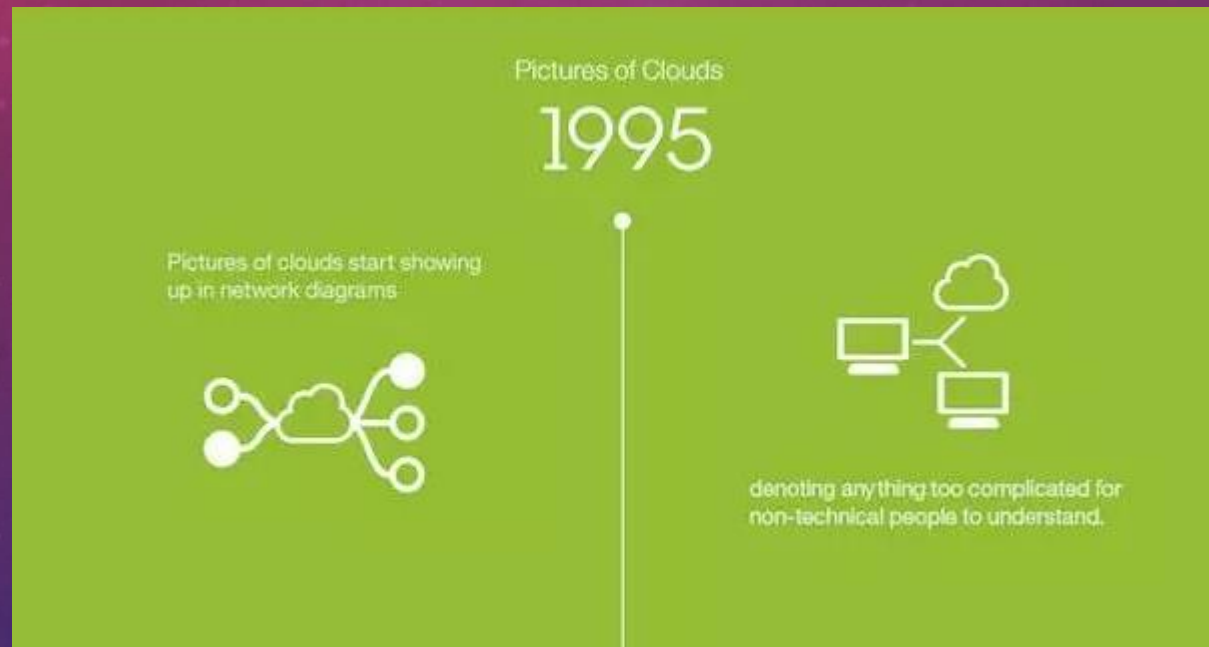 Pictures of Clouds
1995
Pictures of clouds start showing
up in network diagrams
denoting anything too complicated for
non-technical people to understand.